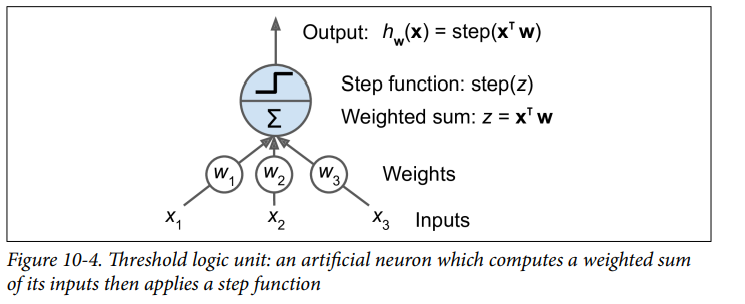 Output: h_w(x) = step(xᵀ w)
Step function: step(z)
Σ
Weighted sum: z = xᵀ w
w₁ w₂ w₃ Weights
x₁ x₂ x₃ Inputs
Figure 10-4. Threshold logic unit: an artificial neuron which computes a weighted sum
of its inputs then applies a step function